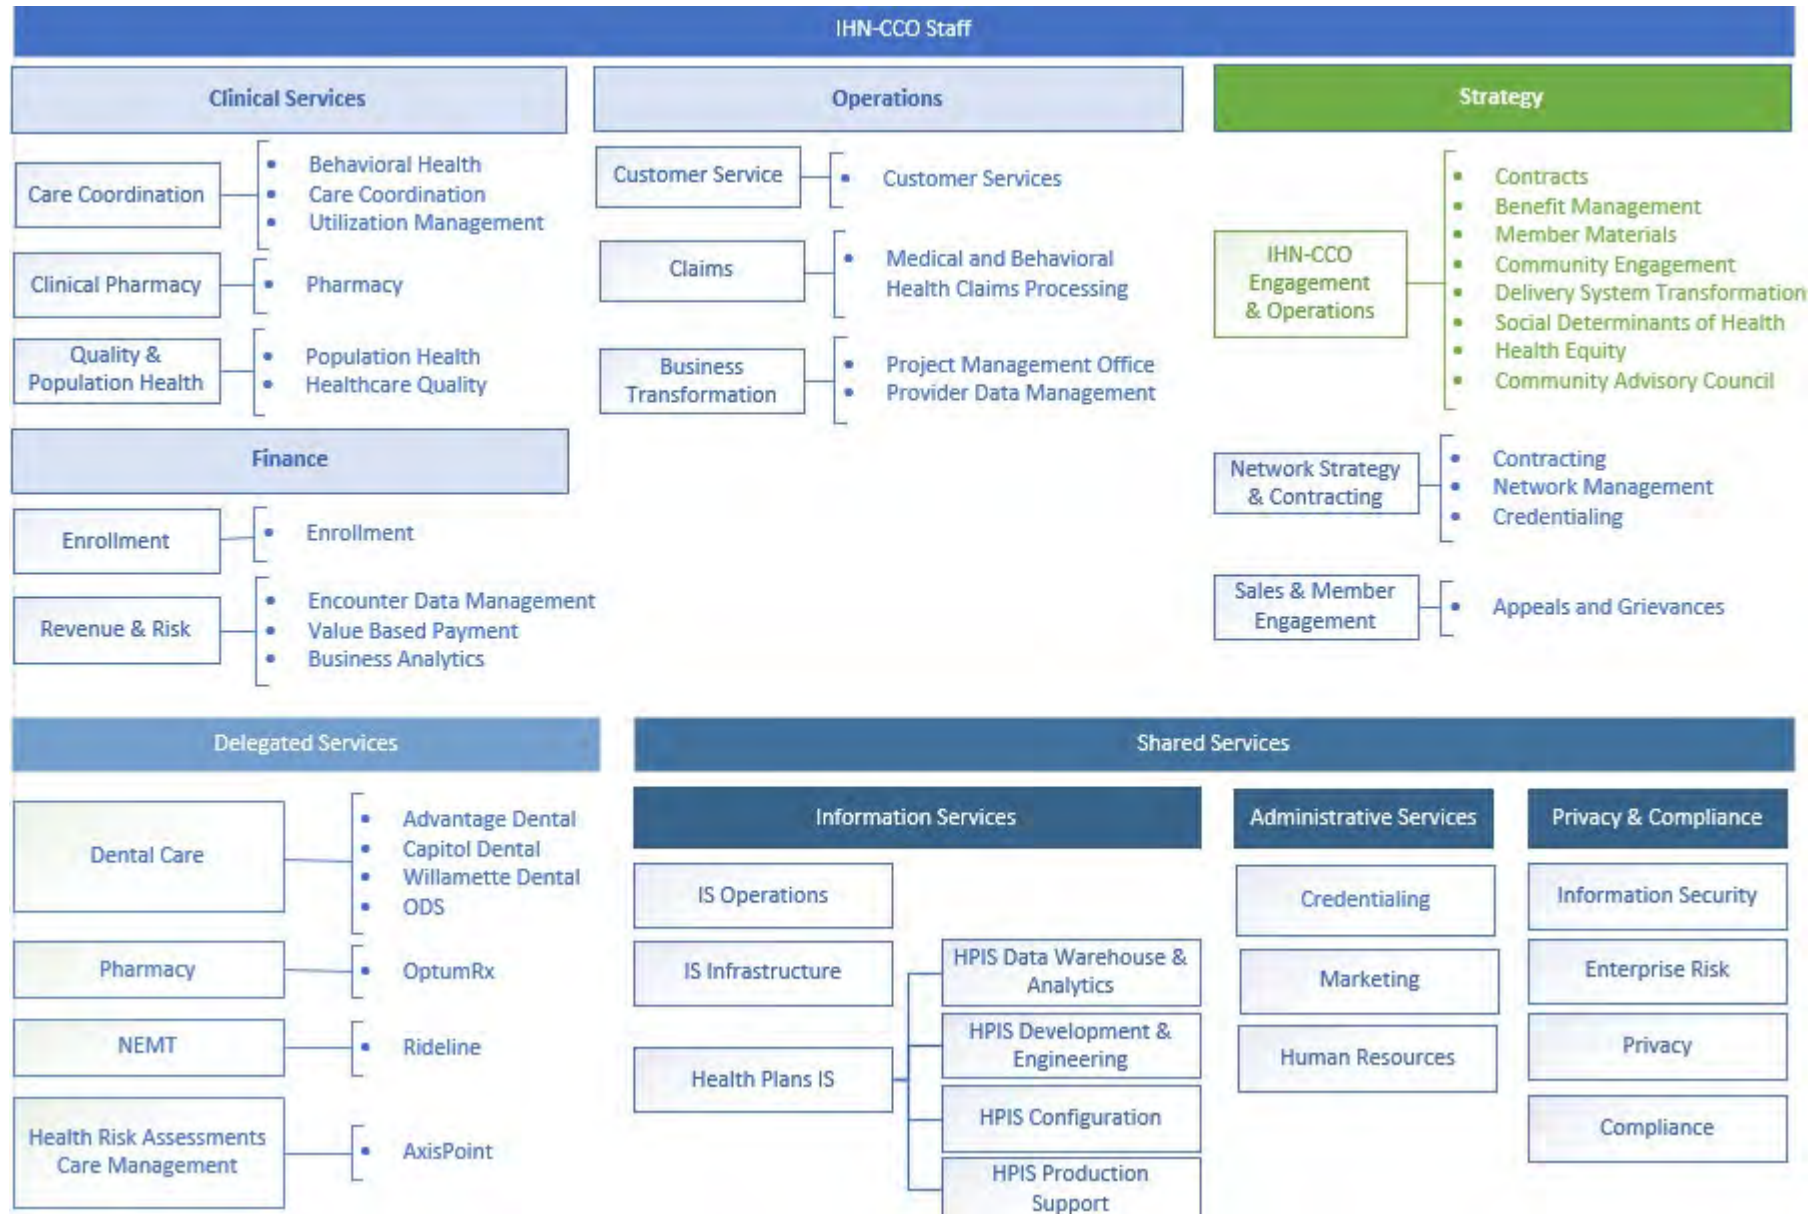 IHN-CCO Staff
Clinical Services
Care Coordination
• Behavioral Health
• Care Coordination
• Utilization Management
Clinical Pharmacy
• Pharmacy
Quality &
Population Health
• Population Health
• Healthcare Quality
Finance
Enrollment
• Enrollment
Revenue & Risk
• Encounter Data Management
• Value Based Payment
• Business Analytics
Operations
Customer Service
• Customer Services
Claims
• Medical and Behavioral
Health Claims Processing
Business
Transformation
• Project Management Office
• Provider Data Management
Strategy
IHN-CCO
Engagement
& Operations
• Contracts
• Benefit Management
• Member Materials
• Community Engagement
• Delivery System Transformation
• Social Determinants of Health
• Health Equity
• Community Advisory Council
Network Strategy
& Contracting
• Contracting
• Network Management
• Credentialing
Sales & Member
Engagement
• Appeals and Grievances
Delegated Services
Dental Care
• Advantage Dental
• Capitol Dental
• Willamette Dental
• ODS
Pharmacy
• OptumRx
NEMT
• Rideline
Health Risk Assessments
Care Management
• AxisPoint
Shared Services
Information Services
IS Operations
IS Infrastructure
Health Plans IS
HPIS Data Warehouse &
Analytics
HPIS Development &
Engineering
HPIS Configuration
HPIS Production
Support
Administrative Services
Credentialing
Marketing
Human Resources
Privacy & Compliance
Information Security
Enterprise Risk
Privacy
Compliance